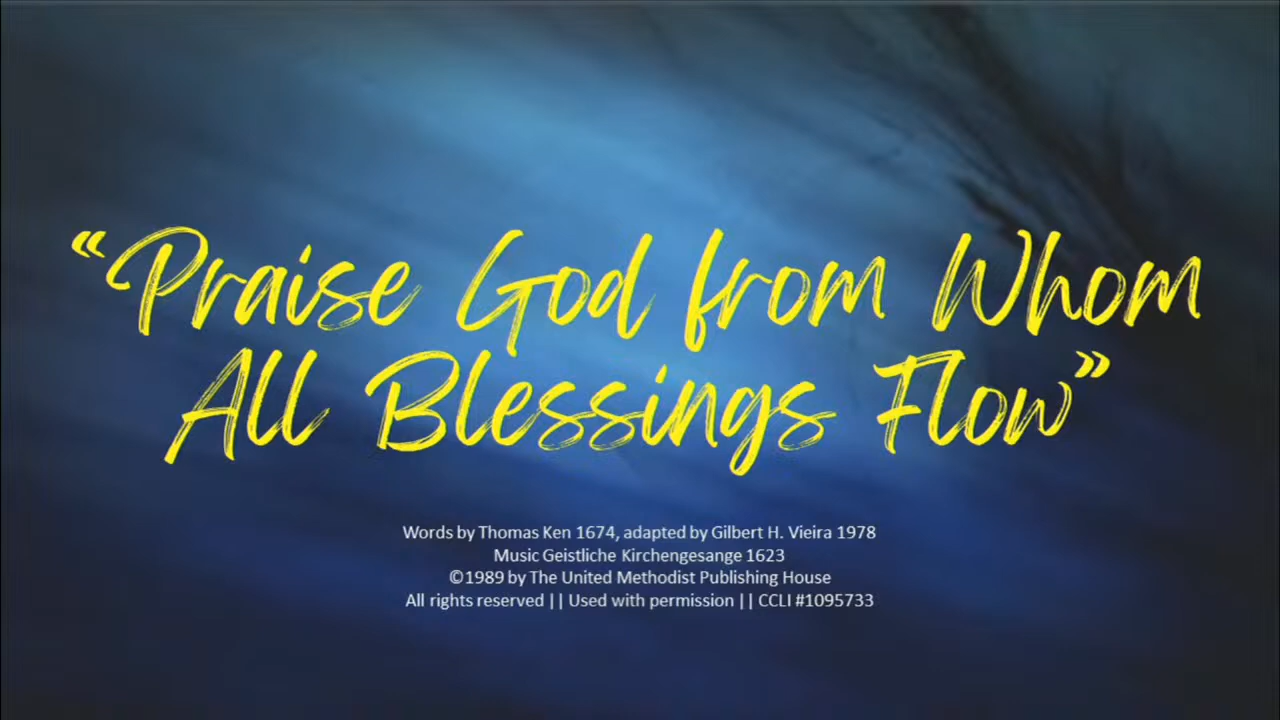 “Praise God from Whom
All Blessings Flow”
Words by Thomas Ken 1674, adapted by Gilbert H. Vieira 1978
Music Geistliche Kirchengesange 1623
©1989 by The United Methodist Publishing House
All rights reserved || Used with permission || CCLI #1095733